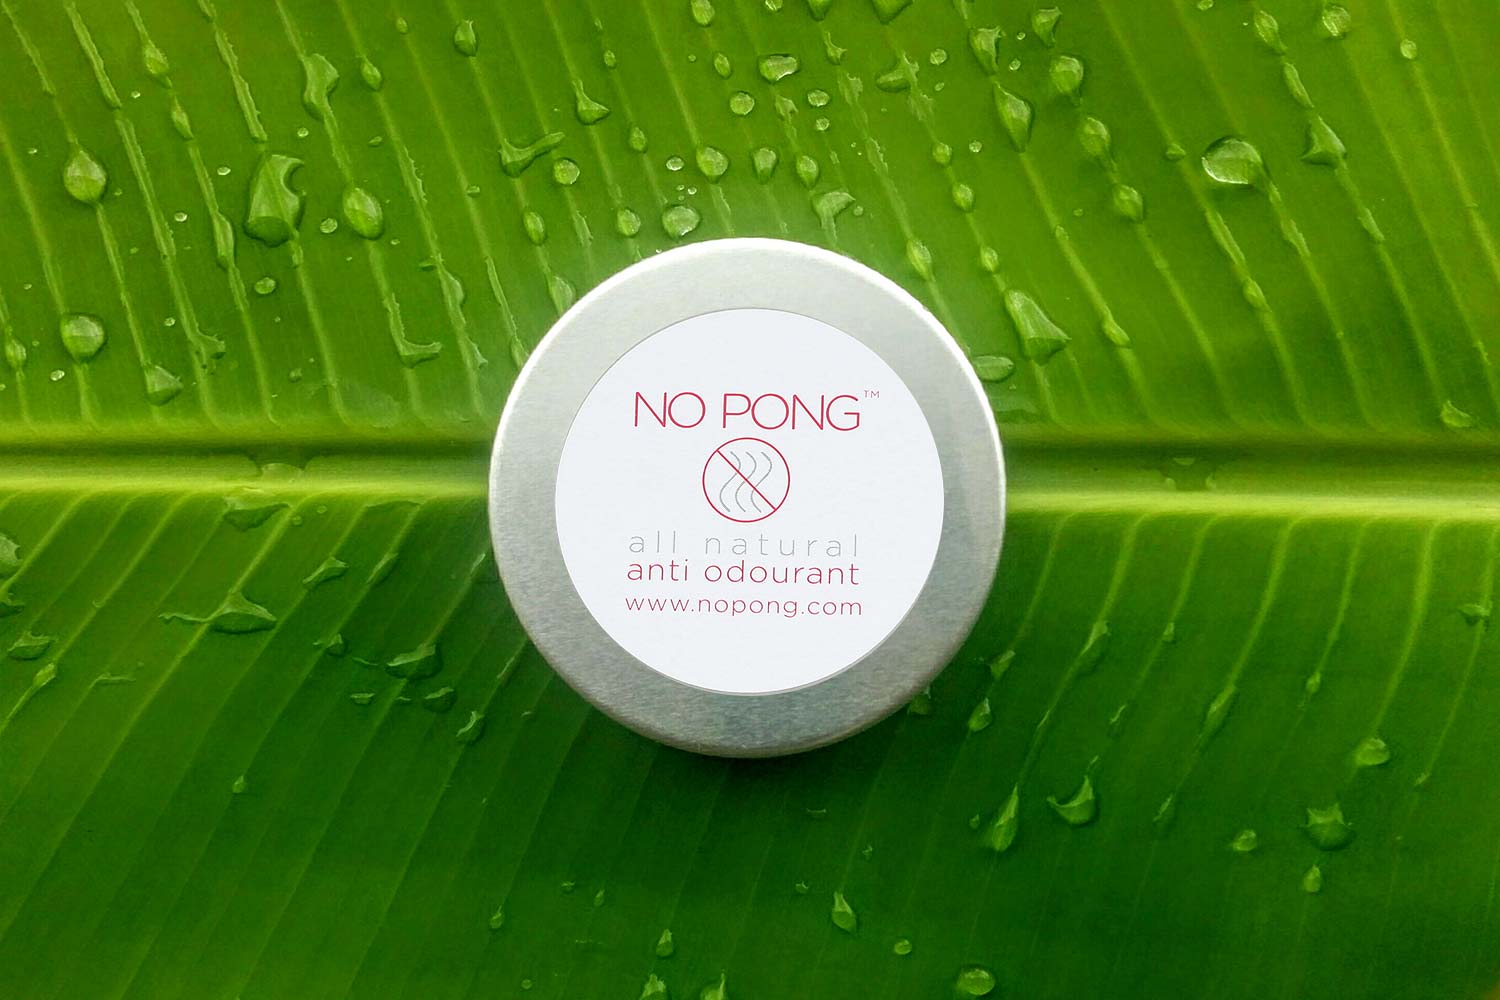 NO PONG™
all natural
anti odourant
www.nopong.com